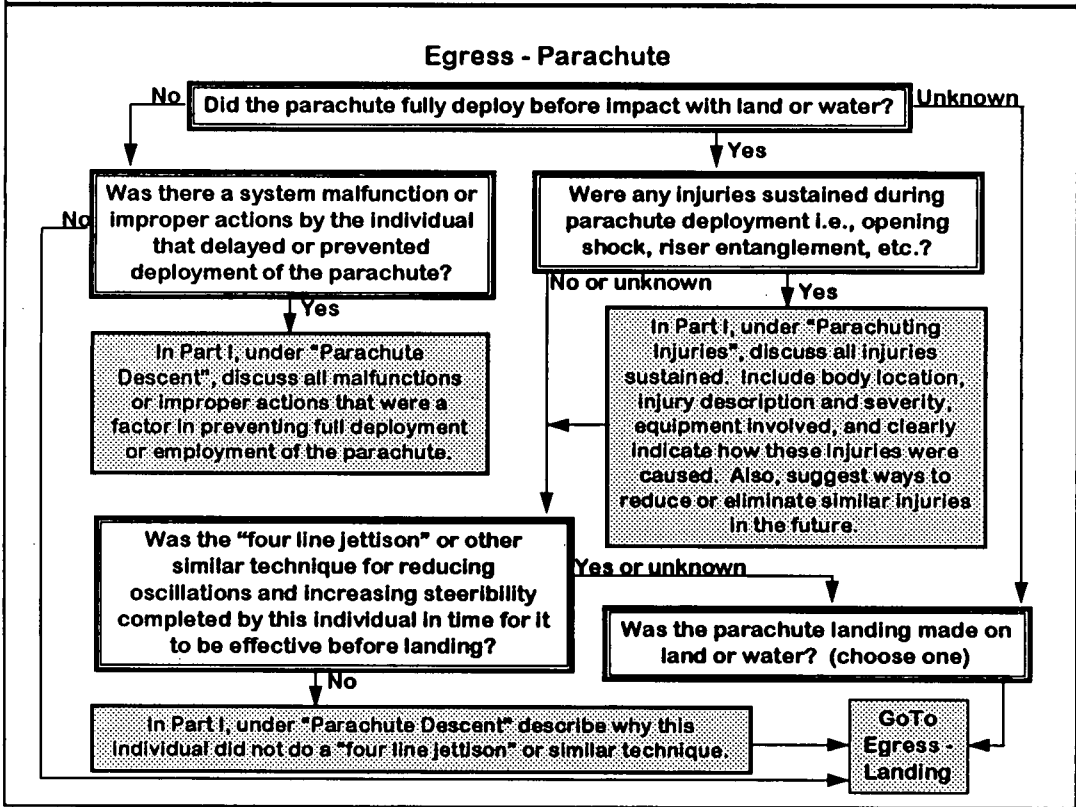 Egress - Parachute
No
Did the parachute fully deploy before impact with land or water?
Unknown
Yes
Was there a system malfunction or
improper actions by the individual
that delayed or prevented
deployment of the parachute?
No
Were any injuries sustained during
parachute deployment i.e., opening
shock, riser entanglement, etc.?
Yes
No or unknown
Yes
In Part I, under "Parachute
Descent", discuss all malfunctions
or improper actions that were a
factor in preventing full deployment
or employment of the parachute.
In Part I, under "Parachuting
Injuries", discuss all injuries
sustained. Include body location,
injury description and severity,
equipment involved, and clearly
indicate how these injuries were
caused. Also, suggest ways to
reduce or eliminate similar injuries
in the future.
Was the "four line jettison" or other
similar technique for reducing
oscillations and increasing steeribility
completed by this individual in time for it
to be effective before landing?
Yes or unknown
Was the parachute landing made on
land or water? (choose one)
No
In Part I, under "Parachute Descent" describe why this
individual did not do a "four line jettison" or similar technique.
GoTo
Egress -
Landing